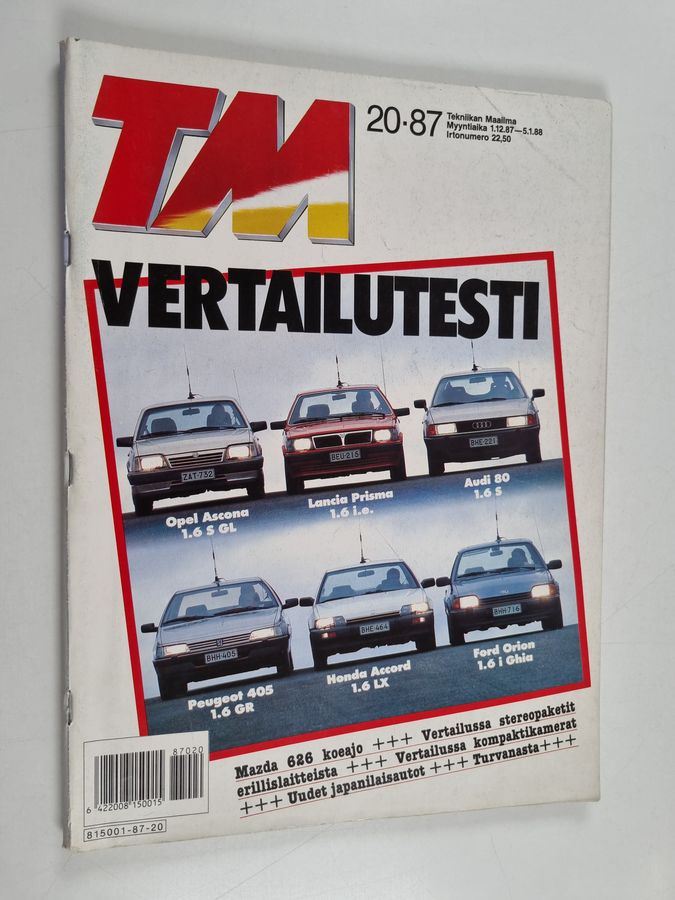 TM
20·87
Tekniikan Maailma
Myyntiaika 1.12.87—5.1.88
Irtonumero 22,50
VERTAILUTESTI
ZAT-732
BEU-215
BHE-221
Opel Ascona
1.6 S GL
Lancia Prisma
1.6 i.e.
Audi 80
1.6 S
BHH-405
BHE-464
BHH-716
Peugeot 405
1.6 GR
Honda Accord
1.6 LX
Ford Orion
1.6 i Ghia
Mazda 626 koeajo +++ Vertailussa stereopaketit
erillislaitteista +++ Vertailussa kompaktikamerat
+++ Uudet japanilaisautot +++ Turvanasta+++
87020
6 422008 150015
815001-87-20